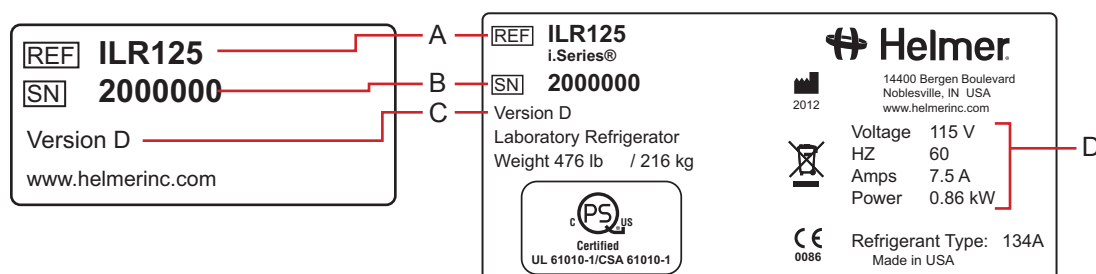 REF ILR125
SN 2000000
Version D
www.helmerinc.com
A
B
C
REF ILR125
i.Series®
SN 2000000
Version D
Laboratory Refrigerator
Weight 476 lb / 216 kg
C PS US
Certified
UL 61010-1/CSA 61010-1
Helmer
2012
14400 Bergen Boulevard
Noblesville, IN USA
www.helmerinc.com
Voltage 115 V
HZ 60
Amps 7.5 A
Power 0.86 kW
D
CE
0086
Refrigerant Type: 134A
Made in USA